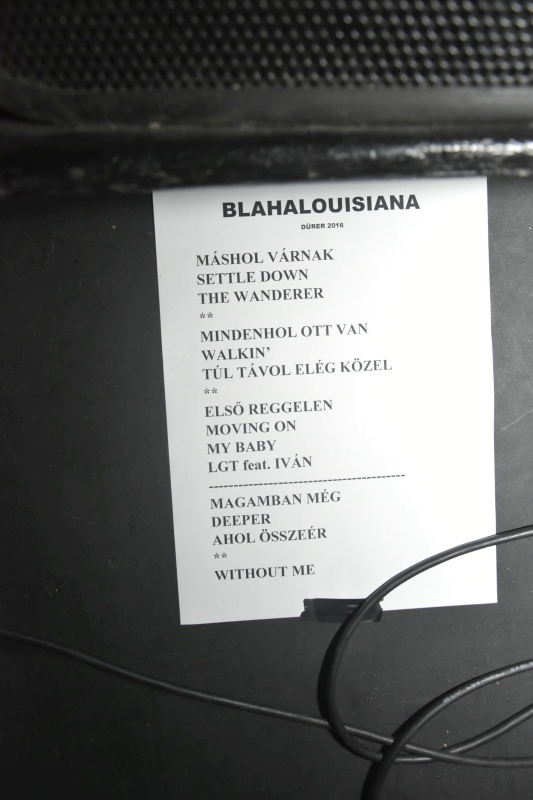 BLAHALOUISIANA
DÜRER 2016
MÁSHOL VÁRNAK
SETTLE DOWN
THE WANDERER
**
MINDENHOL OTT VAN
WALKIN'
TÚL TÁVOL ELÉG KÖZEL
**
ELSŐ REGGELEN
MOVING ON
MY BABY
LGT feat. IVÁN
----------------------------------------
MAGAMBAN MÉG
DEEPER
AHOL ÖSSZEÉR
**
WITHOUT ME